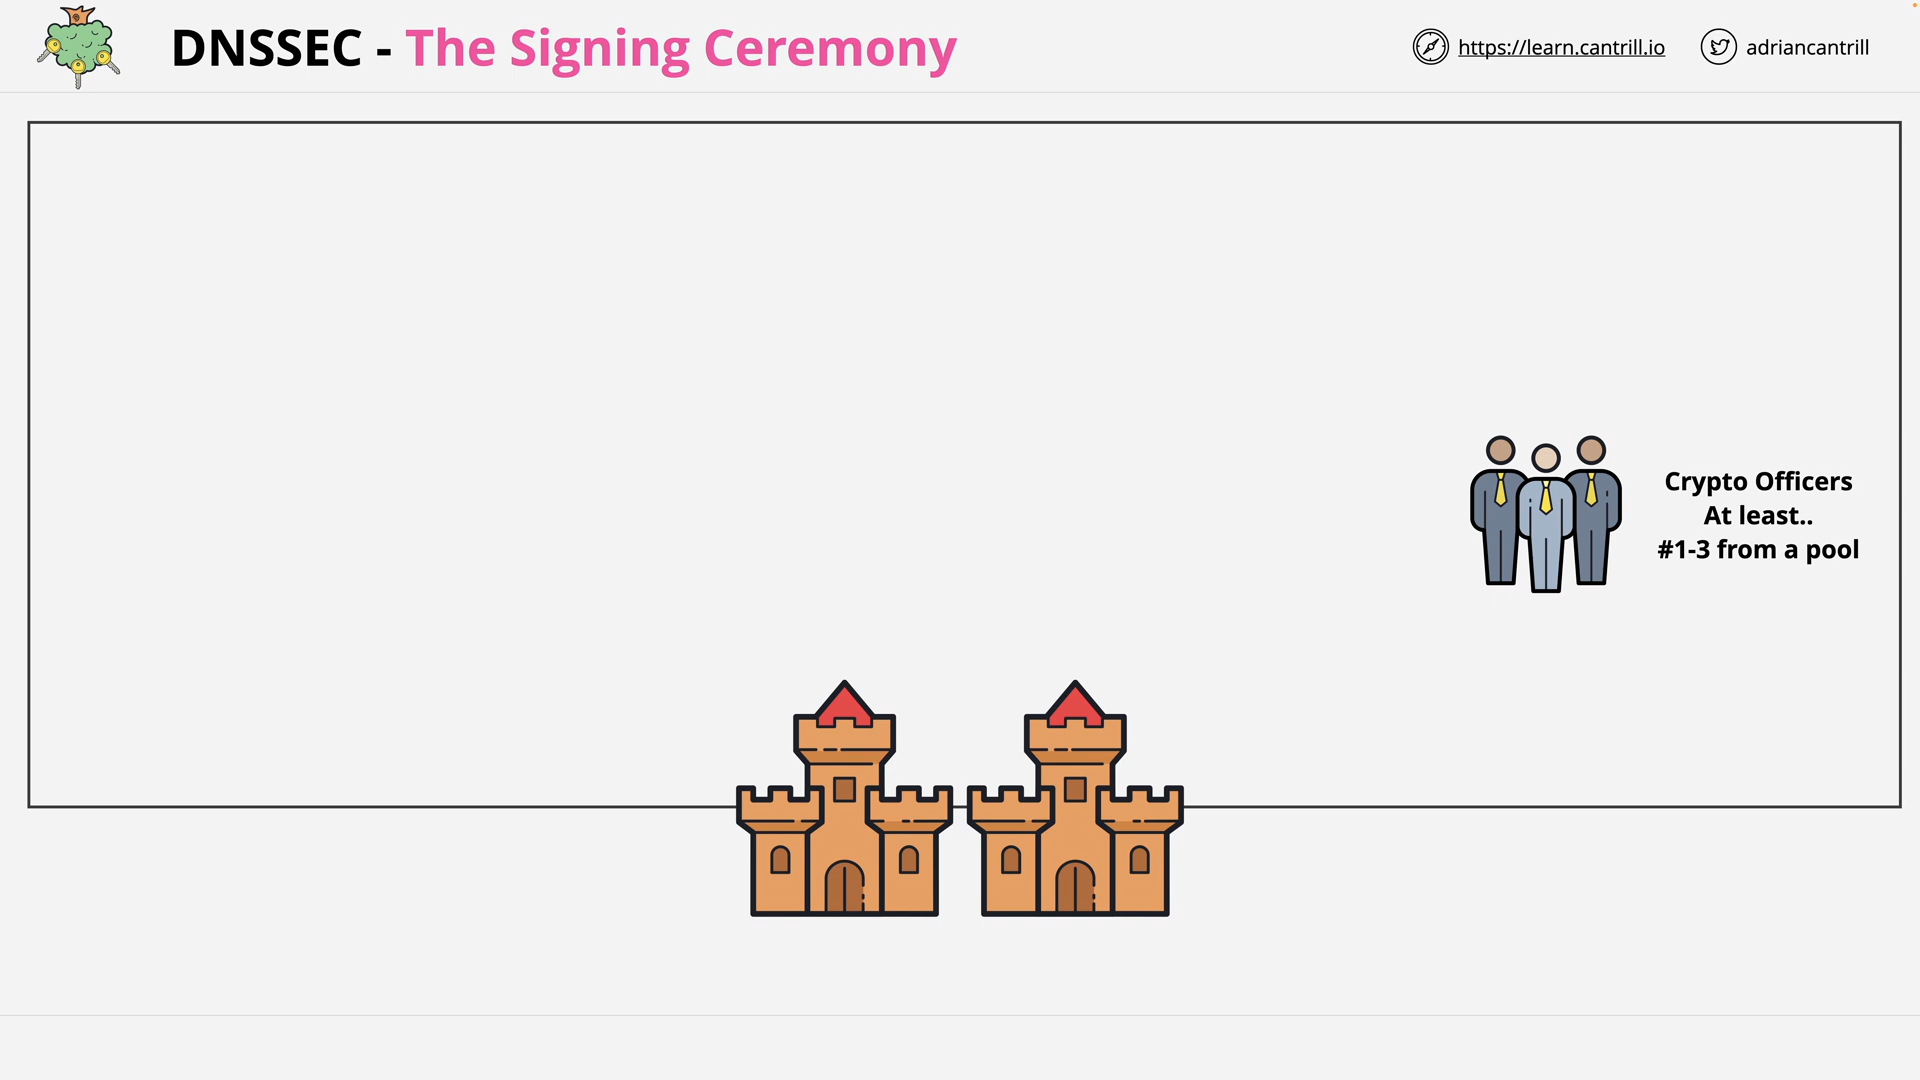 DNSSEC - The Signing Ceremony
https://learn.cantrill.io
adriancantrill
Crypto Officers
At least..
#1-3 from a pool